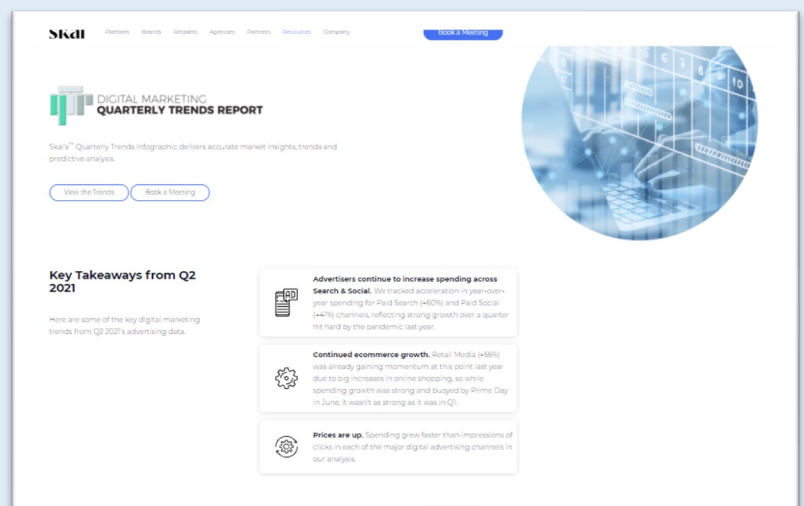 Skai
Platform Brands Retailers Agencies Partners Resources Company
Book a Meeting
DIGITAL MARKETING
QUARTERLY TRENDS REPORT
Skai's™ Quarterly Trends Infographic delivers accurate market insights, trends and
predictive analysis.
View the Trends
Book a Meeting
Key Takeaways from Q2
2021
Here are some of the key digital marketing
trends from Q2 2021's advertising data.
AD
Advertisers continue to increase spending across
Search & Social. We tracked acceleration in year-over-
year spending for Paid Search (+60%) and Paid Social
(+41%) channels, reflecting strong growth over a quarter
hit hard by the pandemic last year.
Continued ecommerce growth. Retail Media (+55%)
was already gaining momentum at this point last year
due to big increases in online shopping, so while
spending growth was strong and buoyed by Prime Day
in June, it wasn't as strong as it was in Q1.
Prices are up. Spending grew faster than impressions of
clicks in each of the major digital advertising channels in
our analysis.